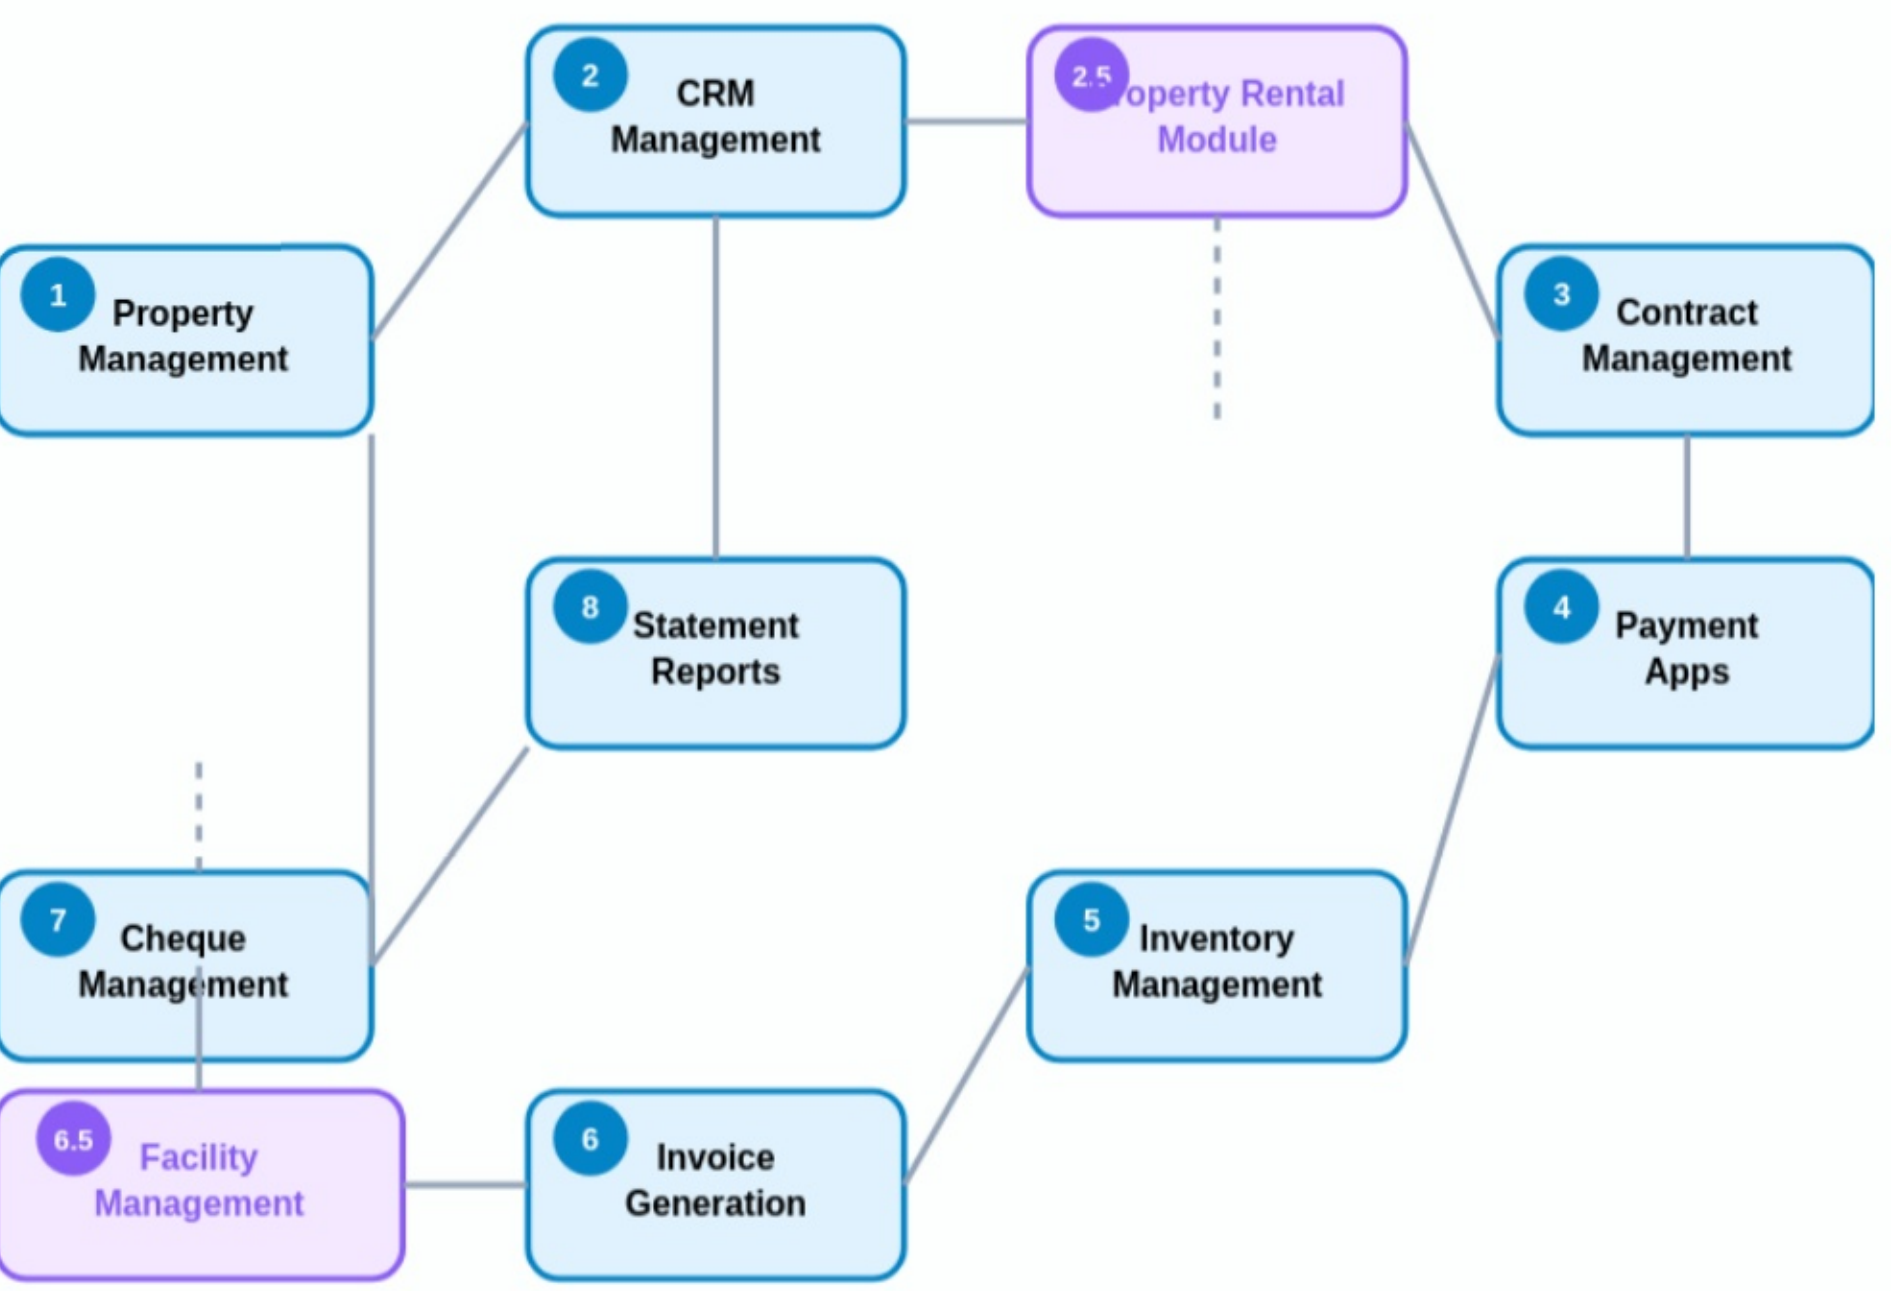 2
CRM
Management
2.5
operty Rental
Module
1
Property
Management
3
Contract
Management
8
Statement
Reports
4
Payment
Apps
7
Cheque
Management
5
Inventory
Management
6.5
Facility
Management
6
Invoice
Generation